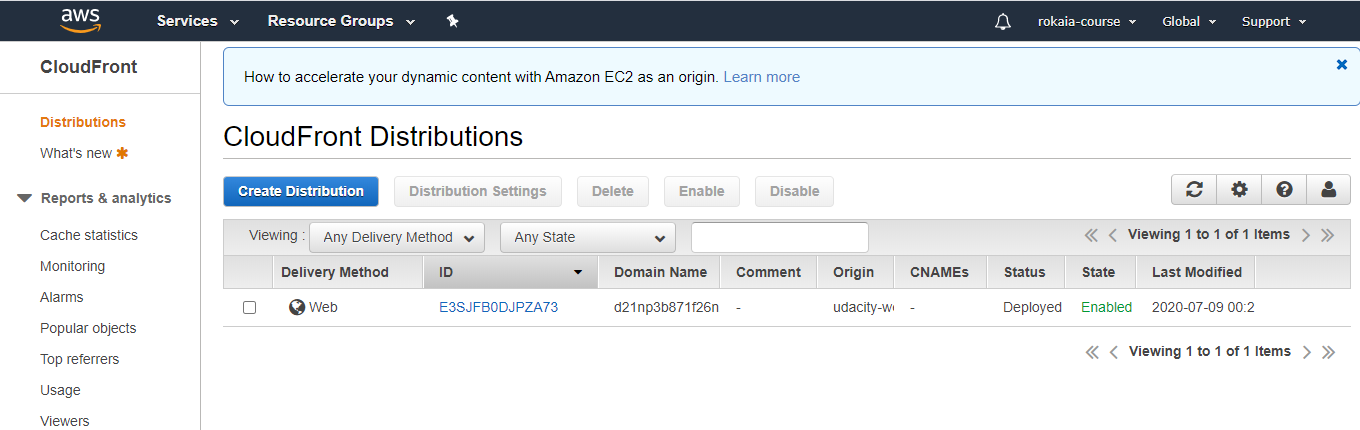 aws Services Resource Groups rokaia-course Global Support
CloudFront
Distributions
What's new
Reports & analytics
Cache statistics
Monitoring
Alarms
Popular objects
Top referrers
Usage
Viewers
How to accelerate your dynamic content with Amazon EC2 as an origin. Learn more
CloudFront Distributions
Create Distribution Distribution Settings Delete Enable Disable
Viewing : Any Delivery Method Any State Viewing 1 to 1 of 1 Items
Delivery Method ID Domain Name Comment Origin CNAMEs Status State Last Modified
Web E3SJFB0DJPZA73 d21np3b871f26n - udacity-we - Deployed Enabled 2020-07-09 00:2
Viewing 1 to 1 of 1 Items